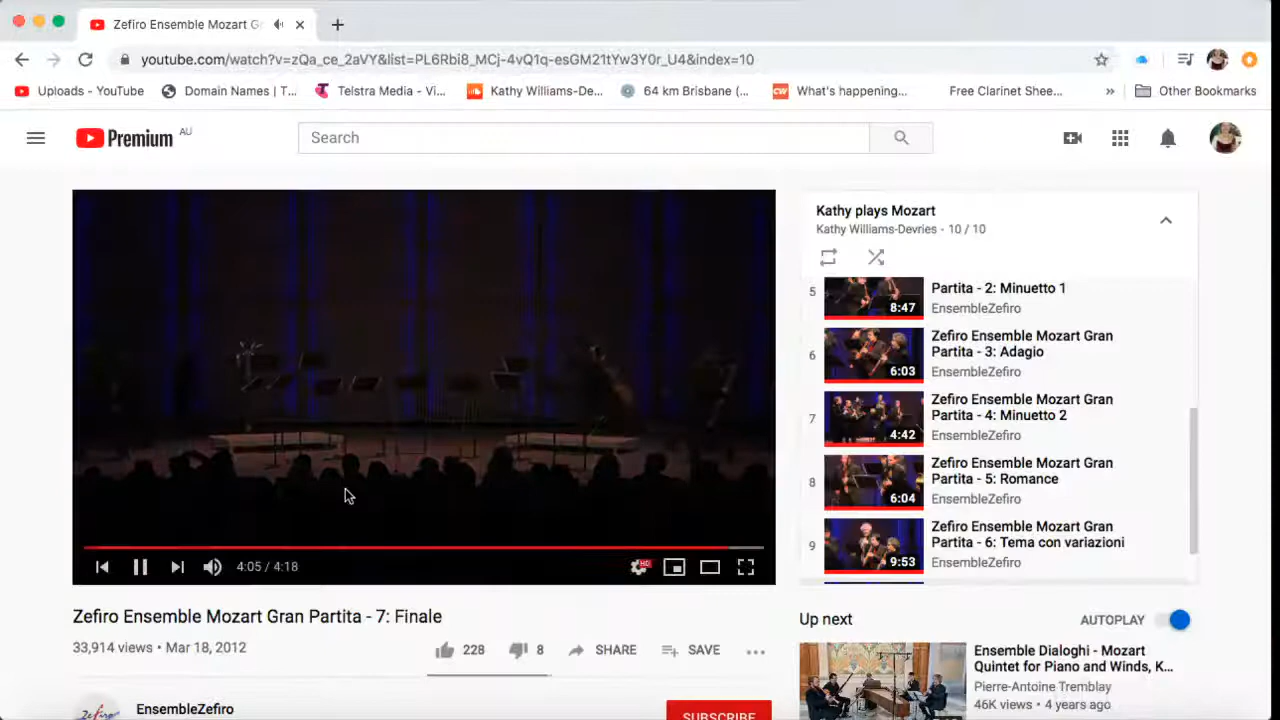 Zefiro Ensemble Mozart G
youtube.com/watch?v=zQa_ce_2aVY&list=PL6Rbi8_MCj-4vQ1q-esGM21tYw3Y0r_U4&index=10
Uploads - YouTube Domain Names | T... Telstra Media - Vi... Kathy Williams-De... 64 km Brisbane (... CW What's happening... Free Clarinet Shee... » Other Bookmarks
Premium AU Search
Kathy plays Mozart
Kathy Williams-Devries · 10 / 10
5 Partita - 2: Minuetto 1
8:47 EnsembleZefiro
Zefiro Ensemble Mozart Gran
6 Partita - 3: Adagio
6:03 EnsembleZefiro
Zefiro Ensemble Mozart Gran
7 Partita - 4: Minuetto 2
4:42 EnsembleZefiro
Zefiro Ensemble Mozart Gran
8 Partita - 5: Romance
6:04 EnsembleZefiro
Zefiro Ensemble Mozart Gran
9 Partita - 6: Tema con variazioni
9:53 EnsembleZefiro
4:05 / 4:18 HD
Zefiro Ensemble Mozart Gran Partita - 7: Finale
33,914 views • Mar 18, 2012
228 8 SHARE SAVE ...
Up next AUTOPLAY
Ensemble Dialoghi - Mozart
Quintet for Piano and Winds, K...
Pierre-Antoine Tremblay
46K views • 4 years ago
Zefiro EnsembleZefiro
SUBSCRIBE